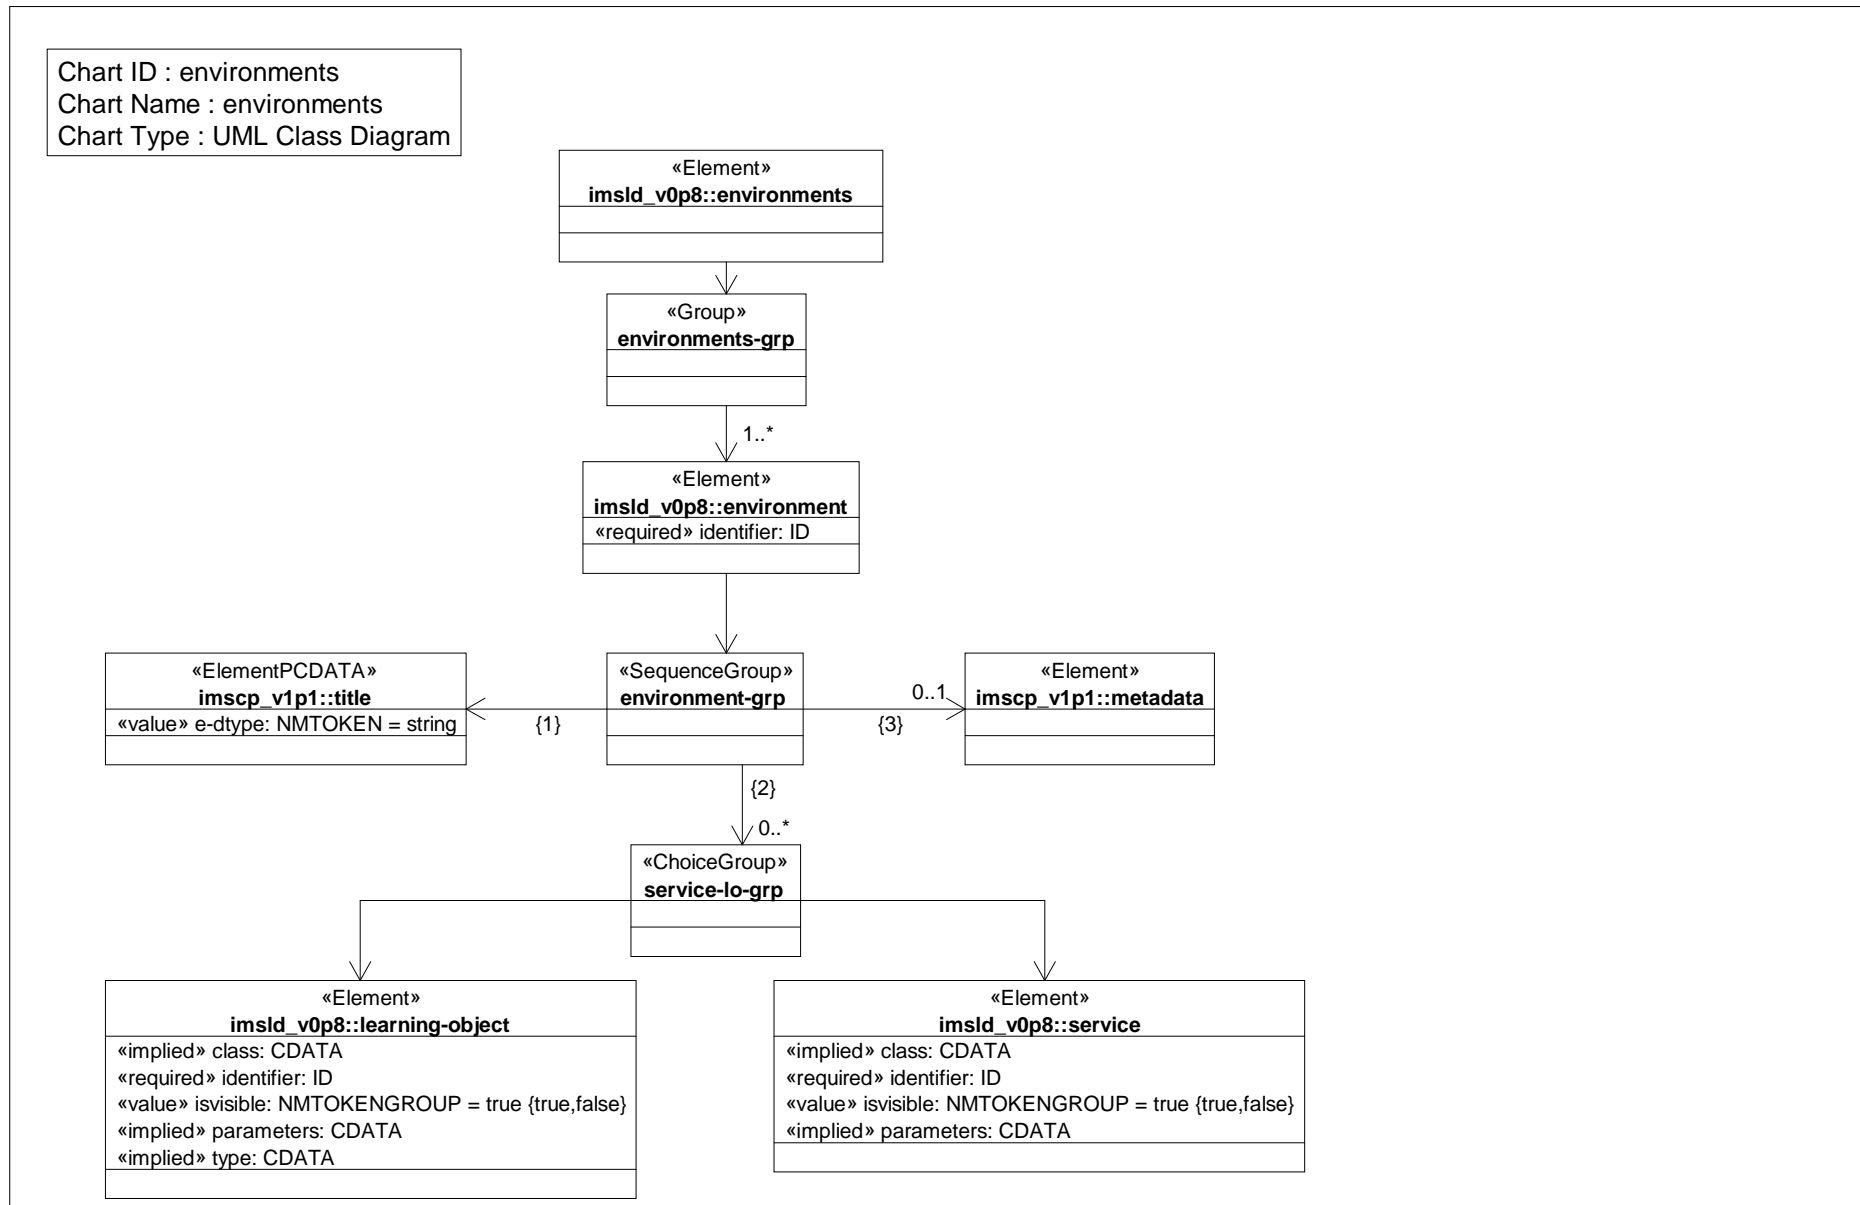 Chart ID : environments
Chart Name : environments
Chart Type : UML Class Diagram
«Element»
imsld_v0p8::environments
«Group»
environments-grp
1..*
«Element»
imsld_v0p8::environment
«required» identifier: ID
«ElementPCDATA»
imscp_v1p1::title
«value» e-dtype: NMTOKEN = string
{1}
«SequenceGroup»
environment-grp
0..1
{3}
«Element»
imscp_v1p1::metadata
{2}
0..*
«ChoiceGroup»
service-lo-grp
«Element»
imsld_v0p8::learning-object
«implied» class: CDATA
«required» identifier: ID
«value» isvisible: NMTOKENGROUP = true {true,false}
«implied» parameters: CDATA
«implied» type: CDATA
«Element»
imsld_v0p8::service
«implied» class: CDATA
«required» identifier: ID
«value» isvisible: NMTOKENGROUP = true {true,false}
«implied» parameters: CDATA